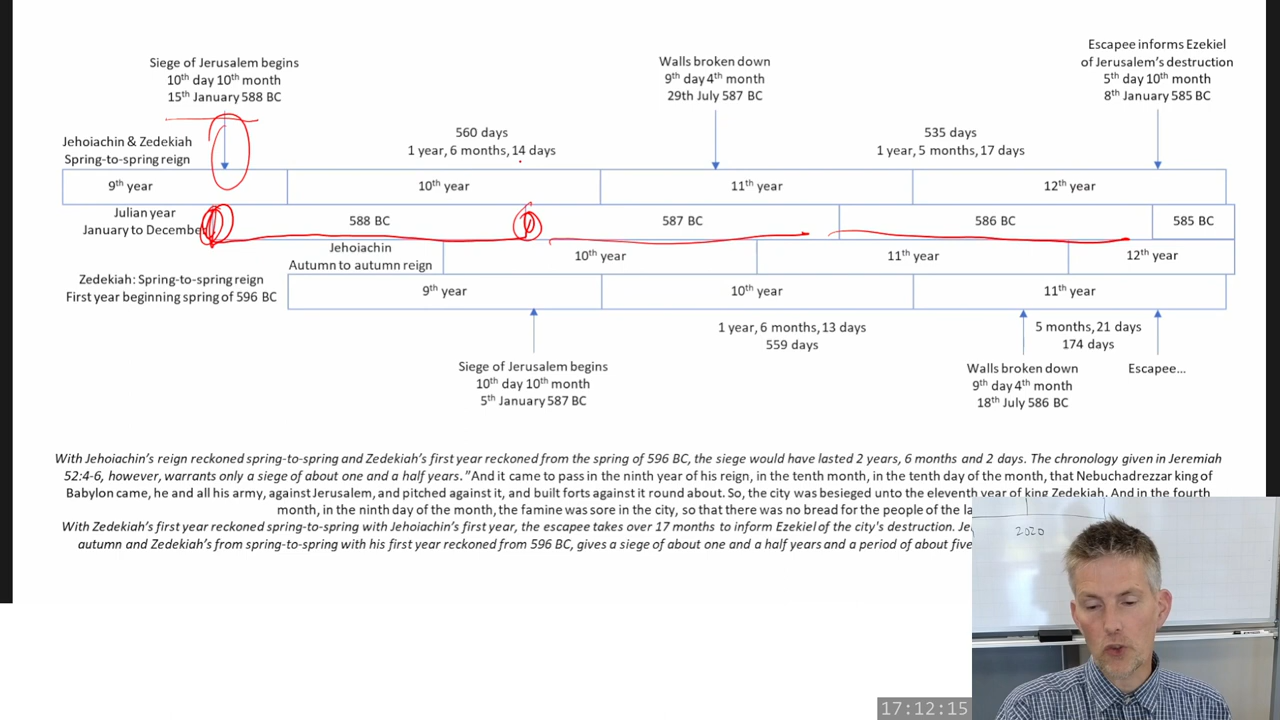 Siege of Jerusalem begins
10th day 10th month
15th January 588 BC
Walls broken down
9th day 4th month
29th July 587 BC
Escapee informs Ezekiel
of Jerusalem's destruction
5th day 10th month
8th January 585 BC
Jehoiachin & Zedekiah
Spring-to-spring reign
560 days
1 year, 6 months, 14 days
535 days
1 year, 5 months, 17 days
9th year
10th year
11th year
12th year
Julian year
January to December
588 BC
587 BC
586 BC
585 BC
Jehoiachin
Autumn to autumn reign
10th year
11th year
12th year
Zedekiah: Spring-to-spring reign
First year beginning spring of 596 BC
9th year
10th year
11th year
1 year, 6 months, 13 days
559 days
5 months, 21 days
174 days
Siege of Jerusalem begins
10th day 10th month
5th January 587 BC
Walls broken down
9th day 4th month
18th July 586 BC
Escapee...
With Jehoiachin's reign reckoned spring-to-spring and Zedekiah's first year reckoned from the spring of 596 BC, the siege would have lasted 2 years, 6 months and 2 days. The chronology given in Jeremiah
52:4-6, however, warrants only a siege of about one and a half years."And it came to pass in the ninth year of his reign, in the tenth month, in the tenth day of the month, that Nebuchadrezzar king of
Babylon came, he and all his army, against Jerusalem, and pitched against it, and built forts against it round about. So, the city was besieged unto the eleventh year of king Zedekiah. And in the fourth
month, in the ninth day of the month, the famine was sore in the city, so that there was no bread for the people of the
With Zedekiah's first year reckoned spring-to-spring with Jehoiachin's first year, the escapee takes over 17 months to inform Ezekiel of the city's destruction.
autumn and Zedekiah's from spring-to-spring with his first year reckoned from 596 BC, gives a siege of about one and a half years and a period of about five
2020
17:12:15